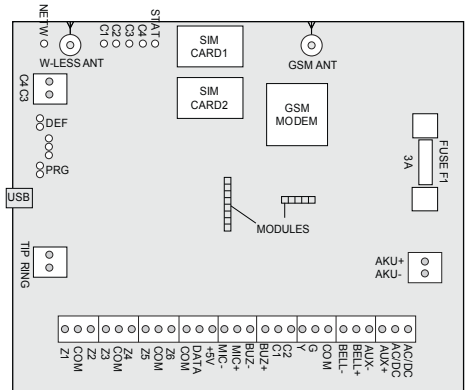 NETW
C1
C2
C3
C4
STAT
W-LESS ANT
SIM
CARD1
GSM ANT
C4
C3
SIM
CARD2
GSM
MODEM
DEF
FUSE F1
3A
PRG
USB
MODULES
TIP RING
AKU+
AKU-
Z1
COM
Z2
Z3
COM
Z4
Z5
COM
Z6
COM
DATA
+5V
MIC-
MIC+
BUZ-
BUZ+
C1
C2
Y
G
COM
BELL-
BELL+
AUX-
AUX+
AC/DC
AC/DC